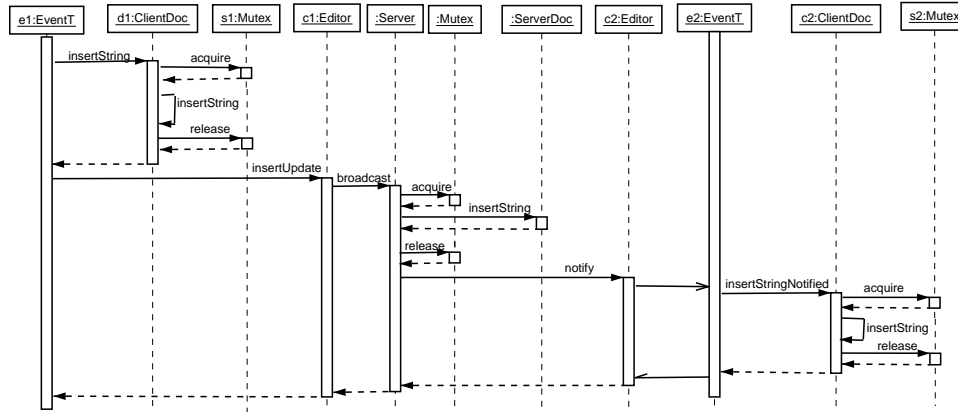 e1:EventT
d1:ClientDoc
s1:Mutex
c1:Editor
:Server
:Mutex
:ServerDoc
c2:Editor
e2:EventT
c2:ClientDoc
s2:Mutex
insertString
acquire
insertString
release
insertUpdate
broadcast
acquire
insertString
release
notify
insertStringNotified
acquire
insertString
release